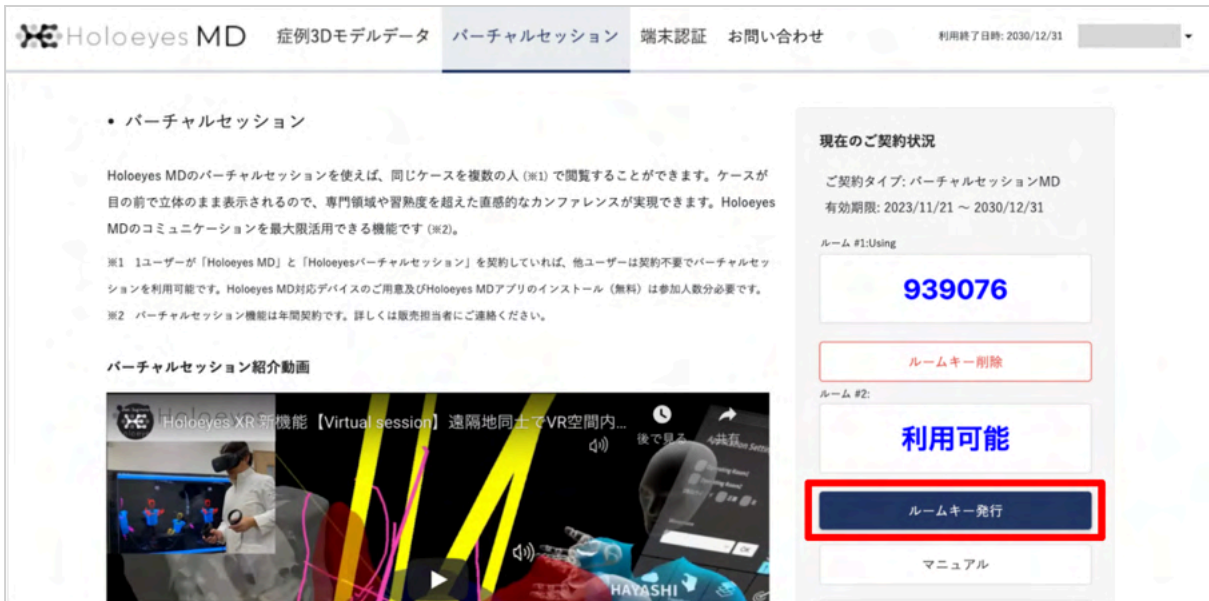 Holoeyes MD
症例3Dモデルデータ
バーチャルセッション
端末認証
お問い合わせ
利用終了日時: 2030/12/31
• バーチャルセッション
Holoeyes MDのバーチャルセッションを使えば、同じケースを複数の人 (※1) で閲覧することができます。ケースが
目の前で立体のまま表示されるので、専門領域や習熟度を超えた直感的なカンファレンスが実現できます。Holoeyes
MDのコミュニケーションを最大限活用できる機能です (※2)。
※1 1ユーザーが「Holoeyes MD」と「Holoeyesバーチャルセッション」を契約していれば、他ユーザーは契約不要でバーチャルセッ
ションを利用可能です。Holoeyes MD対応デバイスのご用意及びHoloeyes MDアプリのインストール（無料）は参加人数分必要です。
※2 バーチャルセッション機能は年間契約です。詳しくは販売担当者にご連絡ください。
バーチャルセッション紹介動画
Holoeyes XR 新機能【Virtual session】遠隔地同士でVR空間内...
後で見る
共有
HAYASHI
現在のご契約状況
ご契約タイプ: バーチャルセッションMD
有効期限: 2023/11/21 ～ 2030/12/31
ルーム #1:Using
939076
ルームキー削除
ルーム #2:
利用可能
ルームキー発行
マニュアル